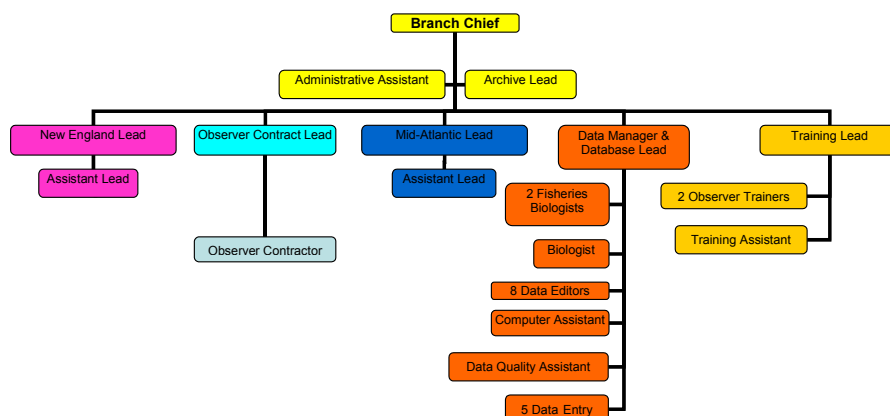 Branch Chief
Administrative Assistant
Archive Lead
New England Lead
Observer Contract Lead
Mid-Atlantic Lead
Data Manager &
Database Lead
Training Lead
Assistant Lead
Assistant Lead
2 Fisheries
Biologists
2 Observer Trainers
Observer Contractor
Biologist
Training Assistant
8 Data Editors
Computer Assistant
Data Quality Assistant
5 Data Entry